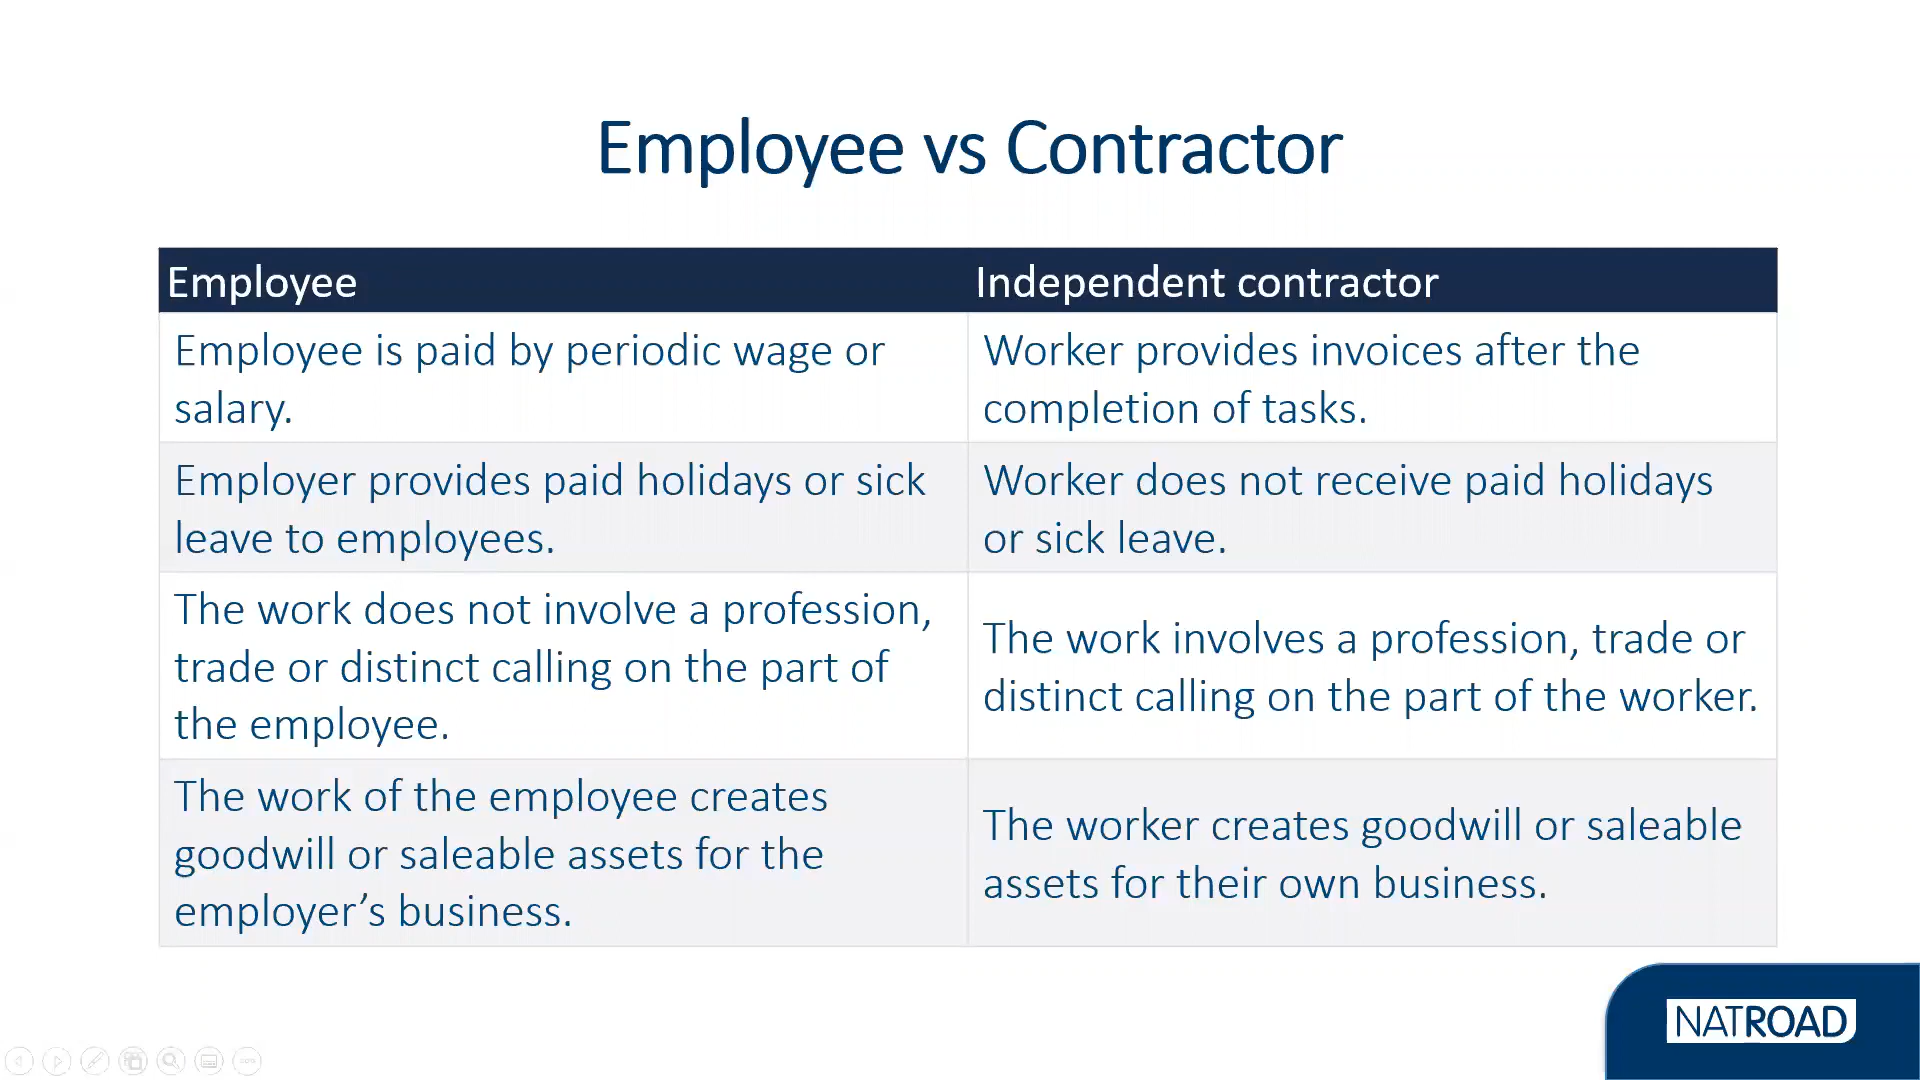 Employee vs Contractor
Employee
Independent contractor
Employee is paid by periodic wage or
salary.
Worker provides invoices after the
completion of tasks.
Employer provides paid holidays or sick
leave to employees.
Worker does not receive paid holidays
or sick leave.
The work does not involve a profession,
trade or distinct calling on the part of
the employee.
The work involves a profession, trade or
distinct calling on the part of the worker.
The work of the employee creates
goodwill or saleable assets for the
employer’s business.
The worker creates goodwill or saleable
assets for their own business.
NATROAD